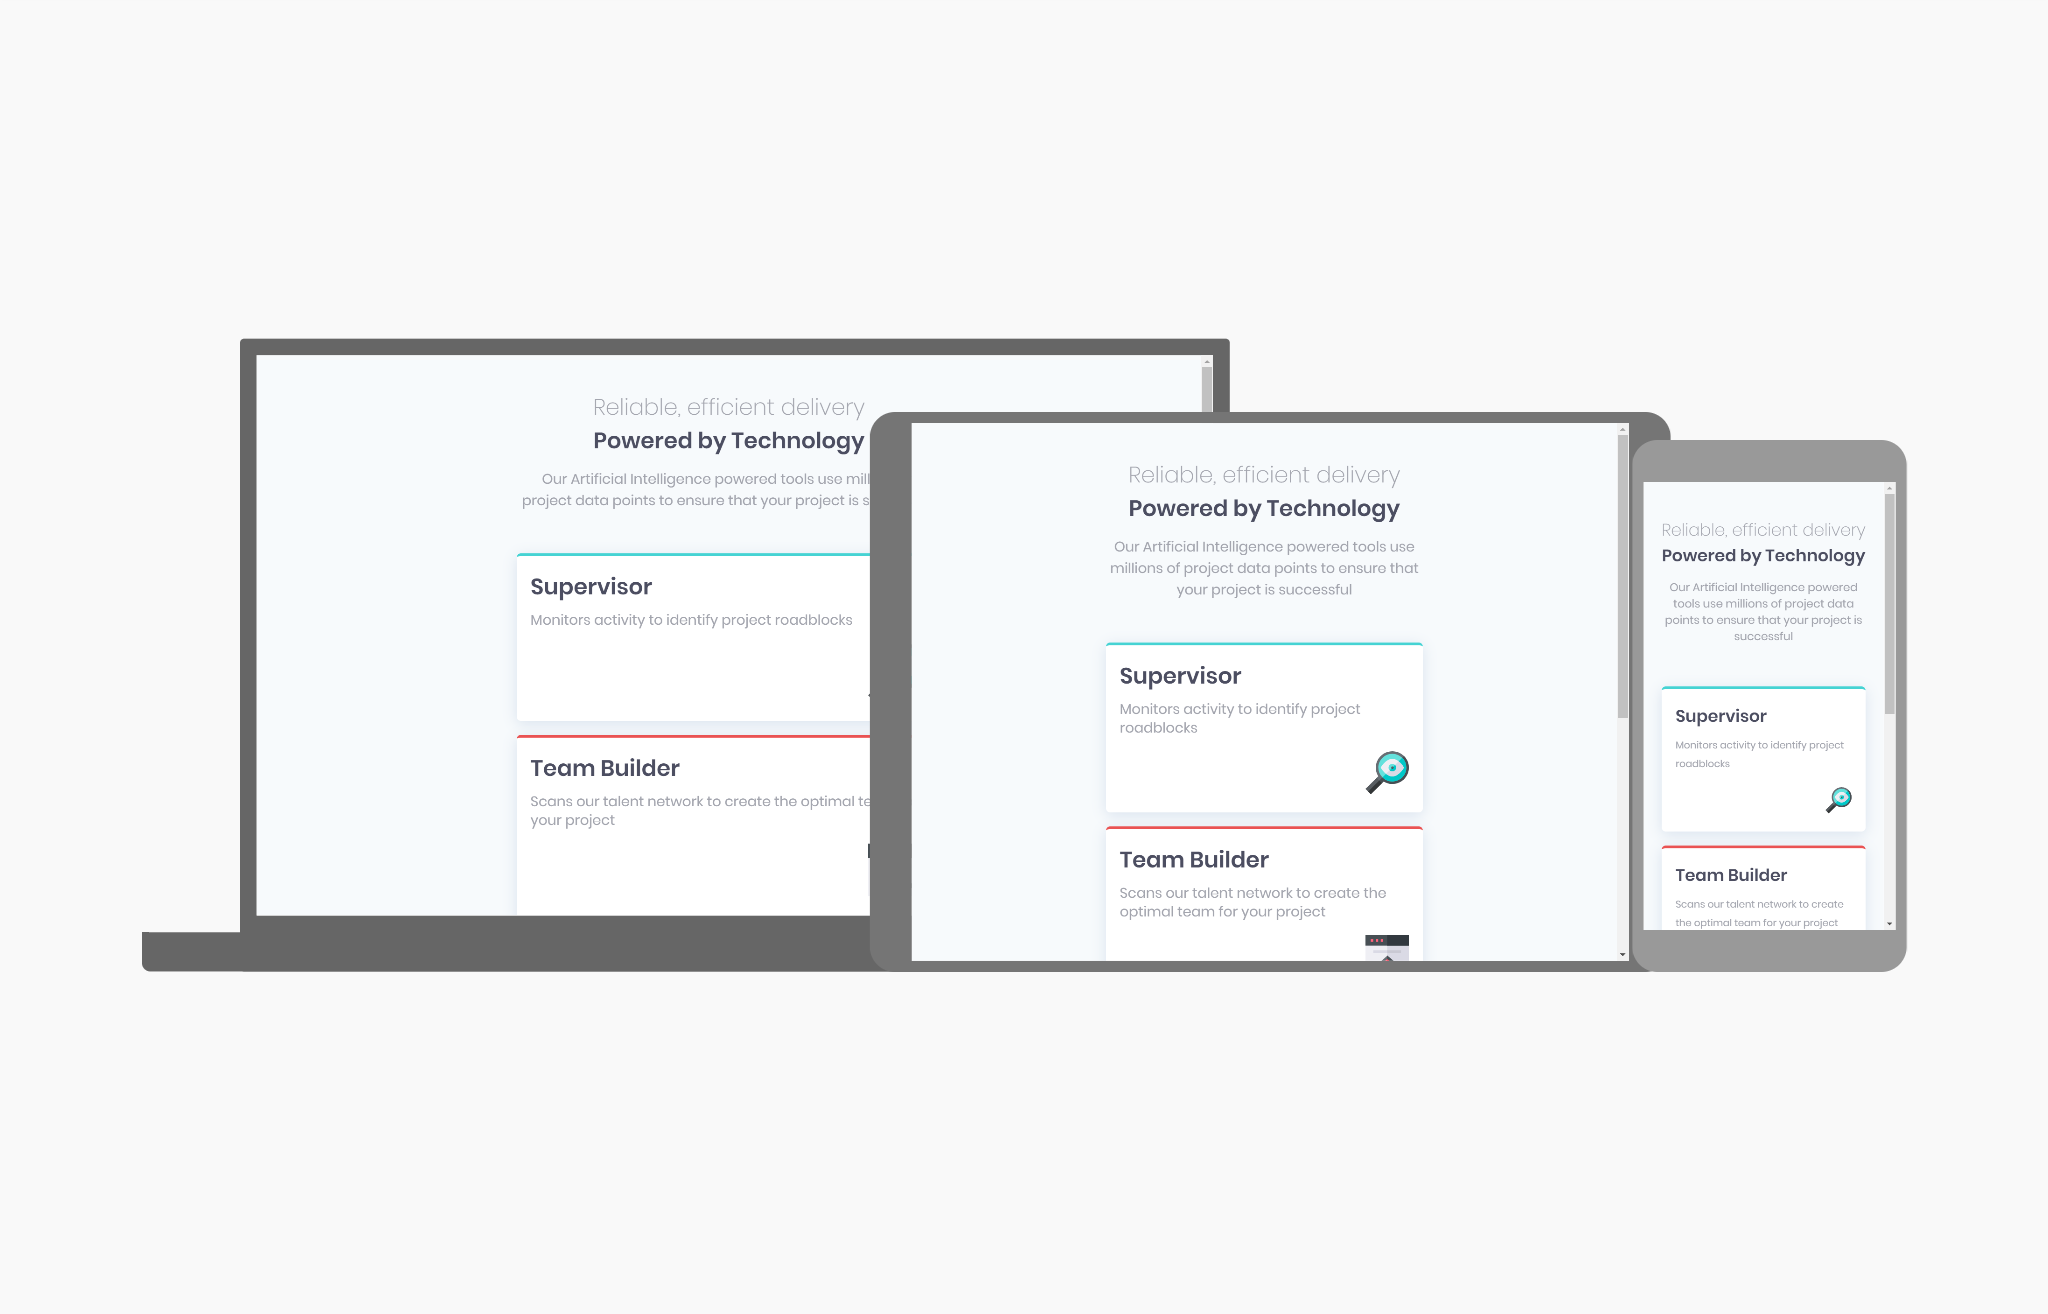 Reliable, efficient delivery
Powered by Technology
Our Artificial Intelligence powered tools use
project data points to ensure that your project is
Supervisor
Monitors activity to identify project roadblocks
Team Builder
Scans our talent network to create the optimal
your project
Reliable, efficient delivery
Powered by Technology
Our Artificial Intelligence powered tools use
millions of project data points to ensure that
your project is successful
Supervisor
Monitors activity to identify project
roadblocks
Team Builder
Scans our talent network to create the
optimal team for your project
Reliable, efficient delivery
Powered by Technology
Our Artificial Intelligence powered
tools use millions of project data
points to ensure that your project is
successful
Supervisor
Monitors activity to identify project
roadblocks
Team Builder
Scans our talent network to create
the optimal team for your project